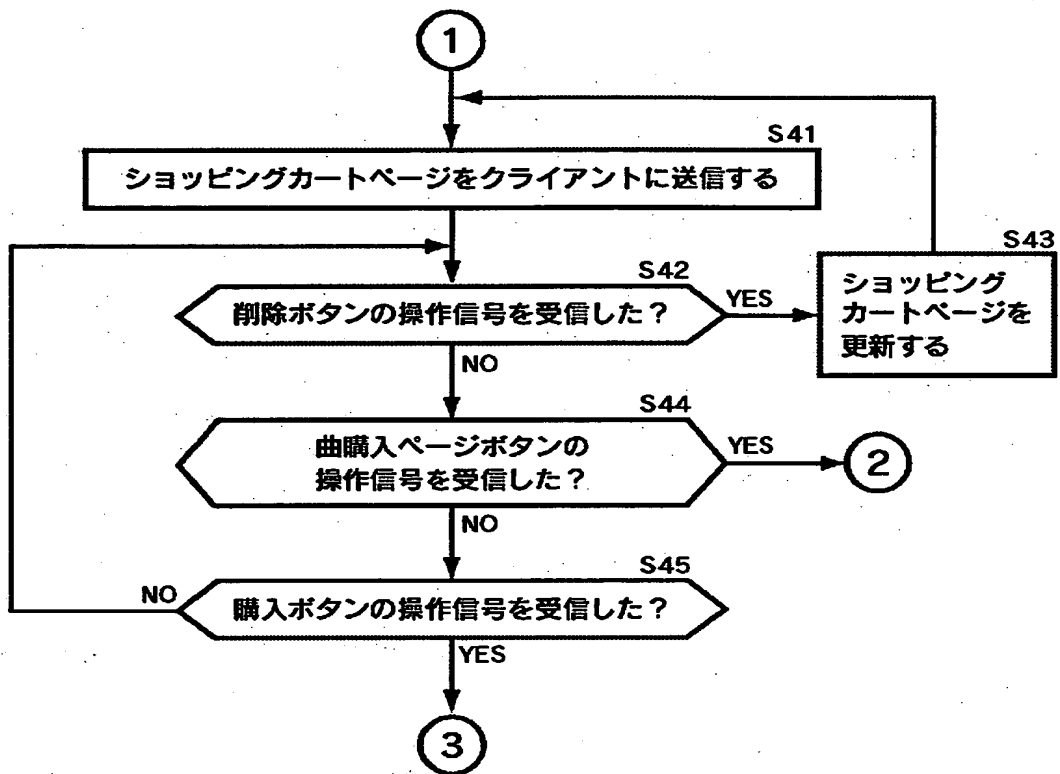 1
S41
ショッピングカートページをクライアントに送信する
S43
ショッピング
カートページを
更新する
S42
削除ボタンの操作信号を受信した？
YES
NO
S44
曲購入ページボタンの
操作信号を受信した？
YES
2
NO
S45
購入ボタンの操作信号を受信した？
NO
YES
3